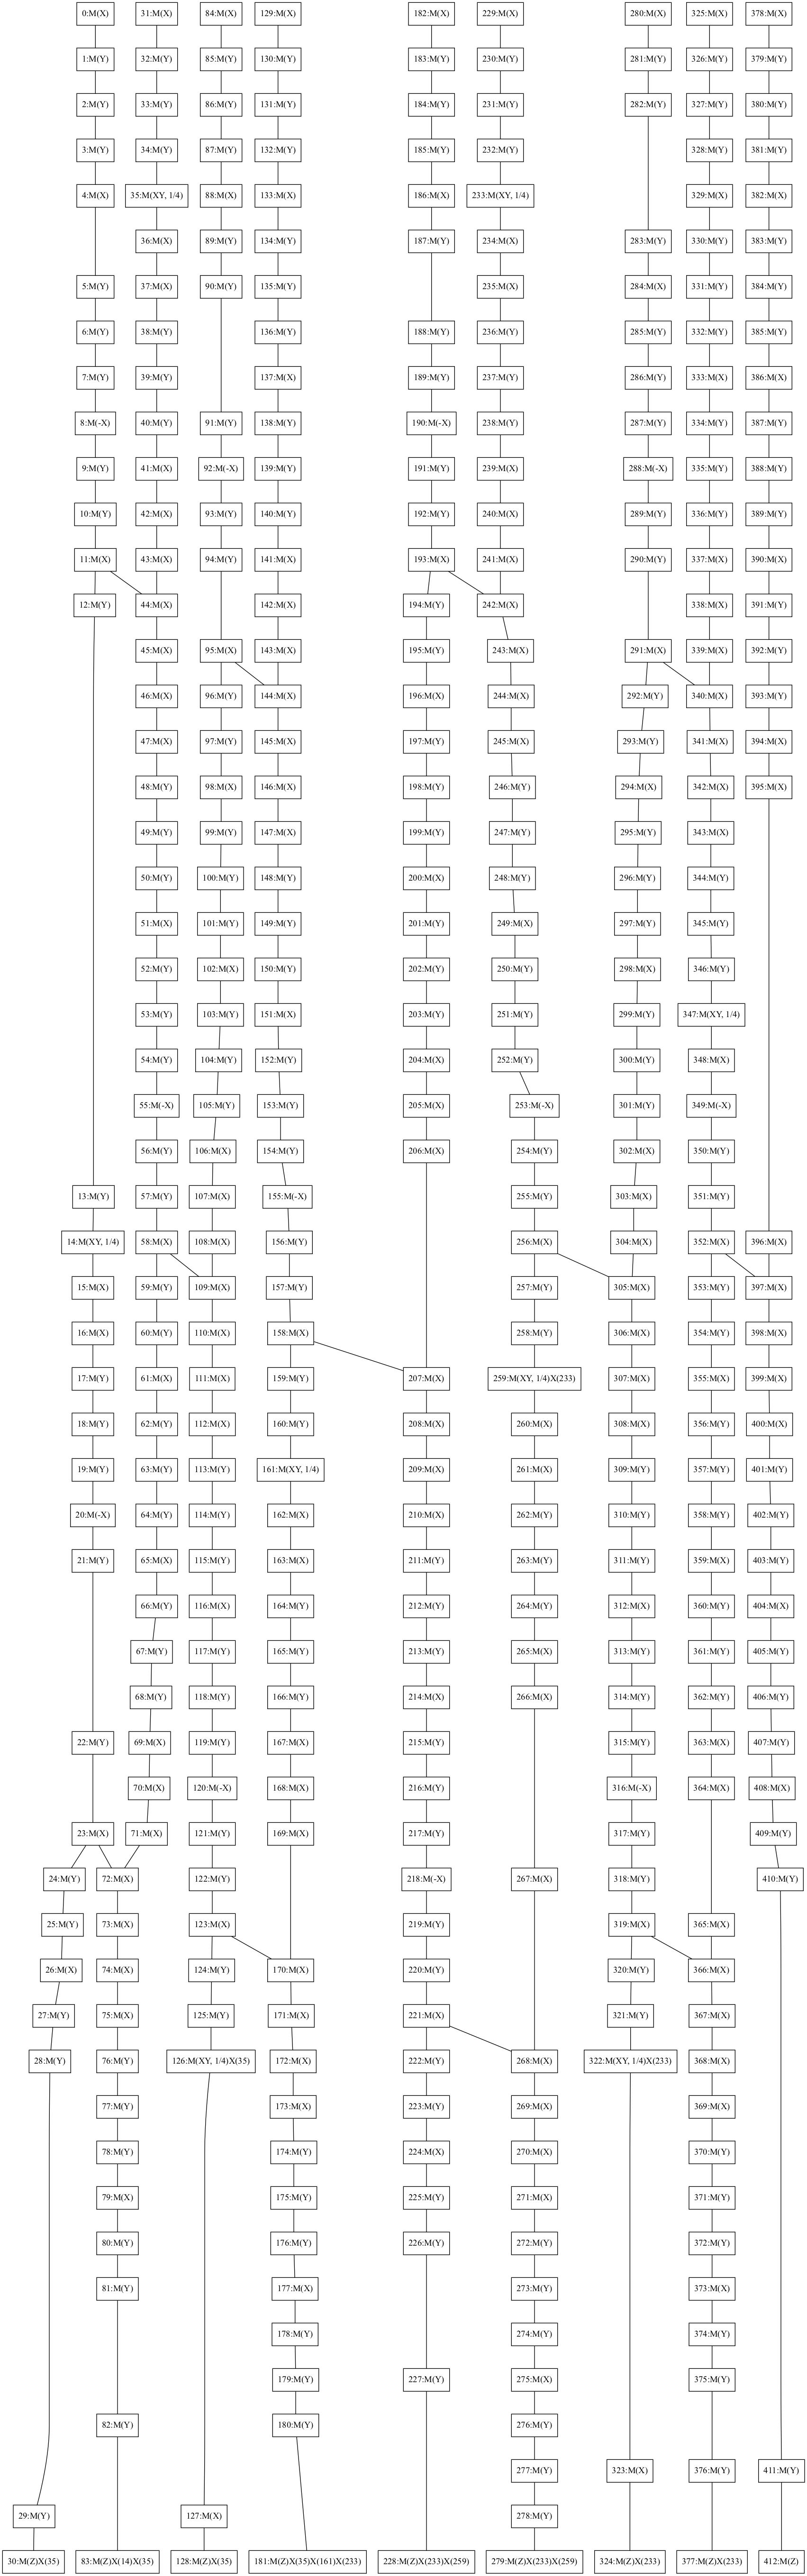 0:M(X)
1:M(Y)
2:M(Y)
3:M(Y)
4:M(X)
5:M(Y)
6:M(Y)
7:M(Y)
8:M(-X)
9:M(Y)
10:M(Y)
11:M(X)
12:M(Y)
13:M(Y)
14:M(XY, 1/4)
15:M(X)
16:M(X)
17:M(Y)
18:M(Y)
19:M(Y)
20:M(-X)
21:M(Y)
22:M(Y)
23:M(X)
24:M(Y)
25:M(Y)
26:M(X)
27:M(Y)
28:M(Y)
29:M(Y)
30:M(Z)X(35)
31:M(X)
32:M(Y)
33:M(Y)
34:M(Y)
35:M(XY, 1/4)
36:M(X)
37:M(X)
38:M(Y)
39:M(Y)
40:M(Y)
41:M(X)
42:M(X)
43:M(X)
44:M(X)
45:M(X)
46:M(X)
47:M(X)
48:M(Y)
49:M(Y)
50:M(Y)
51:M(X)
52:M(Y)
53:M(Y)
54:M(Y)
55:M(-X)
56:M(Y)
57:M(Y)
58:M(X)
59:M(Y)
60:M(Y)
61:M(X)
62:M(Y)
63:M(Y)
64:M(Y)
65:M(X)
66:M(Y)
67:M(Y)
68:M(Y)
69:M(X)
70:M(X)
71:M(X)
72:M(X)
73:M(X)
74:M(X)
75:M(X)
76:M(Y)
77:M(Y)
78:M(Y)
79:M(X)
80:M(Y)
81:M(Y)
82:M(Y)
83:M(Z)X(14)X(35)
84:M(X)
85:M(Y)
86:M(Y)
87:M(Y)
88:M(X)
89:M(Y)
90:M(Y)
91:M(Y)
92:M(-X)
93:M(Y)
94:M(Y)
95:M(X)
96:M(Y)
97:M(Y)
98:M(X)
99:M(Y)
100:M(Y)
101:M(Y)
102:M(X)
103:M(Y)
104:M(Y)
105:M(Y)
106:M(X)
107:M(X)
108:M(X)
109:M(X)
110:M(X)
111:M(X)
112:M(X)
113:M(Y)
114:M(Y)
115:M(Y)
116:M(X)
117:M(Y)
118:M(Y)
119:M(Y)
120:M(-X)
121:M(Y)
122:M(Y)
123:M(X)
124:M(Y)
125:M(Y)
126:M(XY, 1/4)X(35)
127:M(X)
128:M(Z)X(35)
129:M(X)
130:M(Y)
131:M(Y)
132:M(Y)
133:M(X)
134:M(Y)
135:M(Y)
136:M(Y)
137:M(X)
138:M(Y)
139:M(Y)
140:M(Y)
141:M(X)
142:M(X)
143:M(X)
144:M(X)
145:M(X)
146:M(X)
147:M(X)
148:M(Y)
149:M(Y)
150:M(Y)
151:M(X)
152:M(Y)
153:M(Y)
154:M(Y)
155:M(-X)
156:M(Y)
157:M(Y)
158:M(X)
159:M(Y)
160:M(Y)
161:M(XY, 1/4)
162:M(X)
163:M(X)
164:M(Y)
165:M(Y)
166:M(Y)
167:M(X)
168:M(X)
169:M(X)
170:M(X)
171:M(X)
172:M(X)
173:M(X)
174:M(Y)
175:M(Y)
176:M(Y)
177:M(X)
178:M(Y)
179:M(Y)
180:M(Y)
181:M(Z)X(35)X(161)X(233)
182:M(X)
183:M(Y)
184:M(Y)
185:M(Y)
186:M(X)
187:M(Y)
188:M(Y)
189:M(Y)
190:M(-X)
191:M(Y)
192:M(Y)
193:M(X)
194:M(Y)
195:M(Y)
196:M(X)
197:M(Y)
198:M(Y)
199:M(Y)
200:M(X)
201:M(Y)
202:M(Y)
203:M(Y)
204:M(X)
205:M(X)
206:M(X)
207:M(X)
208:M(X)
209:M(X)
210:M(X)
211:M(Y)
212:M(Y)
213:M(Y)
214:M(X)
215:M(Y)
216:M(Y)
217:M(Y)
218:M(-X)
219:M(Y)
220:M(Y)
221:M(X)
222:M(Y)
223:M(Y)
224:M(X)
225:M(Y)
226:M(Y)
227:M(Y)
228:M(Z)X(233)X(259)
229:M(X)
230:M(Y)
231:M(Y)
232:M(Y)
233:M(XY, 1/4)
234:M(X)
235:M(X)
236:M(Y)
237:M(Y)
238:M(Y)
239:M(X)
240:M(X)
241:M(X)
242:M(X)
243:M(X)
244:M(X)
245:M(X)
246:M(Y)
247:M(Y)
248:M(Y)
249:M(X)
250:M(Y)
251:M(Y)
252:M(Y)
253:M(-X)
254:M(Y)
255:M(Y)
256:M(X)
257:M(Y)
258:M(Y)
259:M(XY, 1/4)X(233)
260:M(X)
261:M(X)
262:M(Y)
263:M(Y)
264:M(Y)
265:M(X)
266:M(X)
267:M(X)
268:M(X)
269:M(X)
270:M(X)
271:M(X)
272:M(Y)
273:M(Y)
274:M(Y)
275:M(X)
276:M(Y)
277:M(Y)
278:M(Y)
279:M(Z)X(233)X(259)
280:M(X)
281:M(Y)
282:M(Y)
283:M(Y)
284:M(X)
285:M(Y)
286:M(Y)
287:M(Y)
288:M(-X)
289:M(Y)
290:M(Y)
291:M(X)
292:M(Y)
293:M(Y)
294:M(X)
295:M(Y)
296:M(Y)
297:M(Y)
298:M(X)
299:M(Y)
300:M(Y)
301:M(Y)
302:M(X)
303:M(X)
304:M(X)
305:M(X)
306:M(X)
307:M(X)
308:M(X)
309:M(Y)
310:M(Y)
311:M(Y)
312:M(X)
313:M(Y)
314:M(Y)
315:M(Y)
316:M(-X)
317:M(Y)
318:M(Y)
319:M(X)
320:M(Y)
321:M(Y)
322:M(XY, 1/4)X(233)
323:M(X)
324:M(Z)X(233)
325:M(X)
326:M(Y)
327:M(Y)
328:M(Y)
329:M(X)
330:M(Y)
331:M(Y)
332:M(Y)
333:M(X)
334:M(Y)
335:M(Y)
336:M(Y)
337:M(X)
338:M(X)
339:M(X)
340:M(X)
341:M(X)
342:M(X)
343:M(X)
344:M(Y)
345:M(Y)
346:M(Y)
347:M(XY, 1/4)
348:M(X)
349:M(-X)
350:M(Y)
351:M(Y)
352:M(X)
353:M(Y)
354:M(Y)
355:M(X)
356:M(Y)
357:M(Y)
358:M(Y)
359:M(X)
360:M(Y)
361:M(Y)
362:M(Y)
363:M(X)
364:M(X)
365:M(X)
366:M(X)
367:M(X)
368:M(X)
369:M(X)
370:M(Y)
371:M(Y)
372:M(Y)
373:M(X)
374:M(Y)
375:M(Y)
376:M(Y)
377:M(Z)X(233)
378:M(X)
379:M(Y)
380:M(Y)
381:M(Y)
382:M(X)
383:M(Y)
384:M(Y)
385:M(Y)
386:M(X)
387:M(Y)
388:M(Y)
389:M(Y)
390:M(X)
391:M(Y)
392:M(Y)
393:M(Y)
394:M(X)
395:M(X)
396:M(X)
397:M(X)
398:M(X)
399:M(X)
400:M(X)
401:M(Y)
402:M(Y)
403:M(Y)
404:M(X)
405:M(Y)
406:M(Y)
407:M(Y)
408:M(X)
409:M(Y)
410:M(Y)
411:M(Y)
412:M(Z)